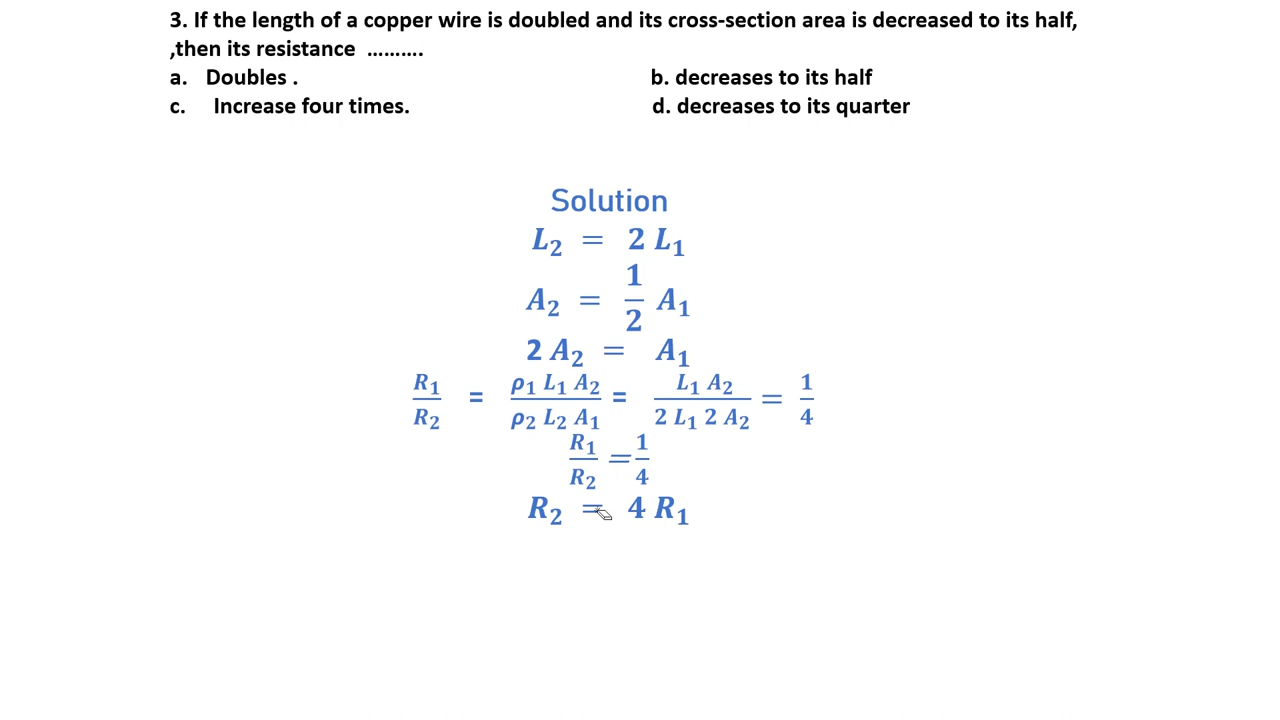 3. If the length of a copper wire is doubled and its cross-section area is decreased to its half,
,then its resistance ..........
a. Doubles . b. decreases to its half
c. Increase four times. d. decreases to its quarter
Solution
L₂ = 2 L₁
A₂ = 1/2 A₁
2 A₂ = A₁
R₁/R₂ = ρ₁ L₁ A₂/ρ₂ L₂ A₁ = L₁ A₂/2 L₁ 2 A₂ = 1/4
R₁/R₂ = 1/4
R₂ = 4 R₁